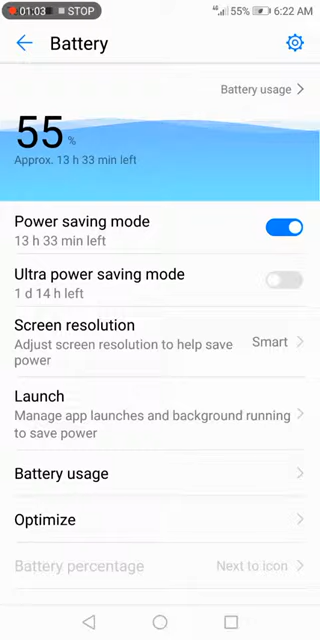 01:03 STOP 4G 55% 6:22 AM
Battery
Battery usage
55 %
Approx. 13 h 33 min left
Power saving mode
13 h 33 min left
Ultra power saving mode
1 d 14 h left
Screen resolution
Adjust screen resolution to help save
power
Smart
Launch
Manage app launches and background running
to save power
Battery usage
Optimize
Battery percentage Next to icon